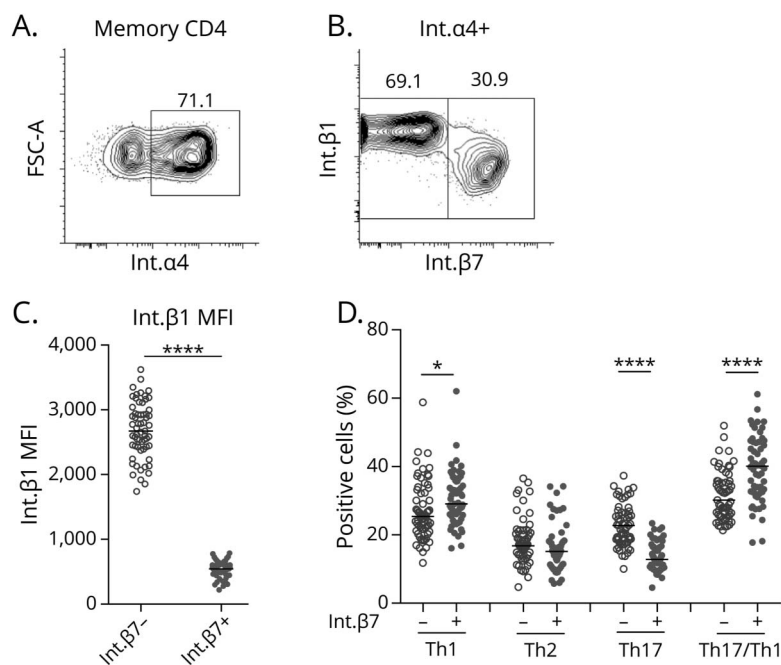 A.
Memory CD4
71.1
FSC-A
Int.α4
B.
Int.α4+
69.1
30.9
Int.β1
Int.β7
C.
Int.β1 MFI
****
4,000
3,000
2,000
1,000
0
Int.β1 MFI
Int.β7–
Int.β7+
D.
80
60
40
20
0
Positive cells (%)
*
****
****
Int.β7
– + – + – + – +
Th1 Th2 Th17 Th17/Th1